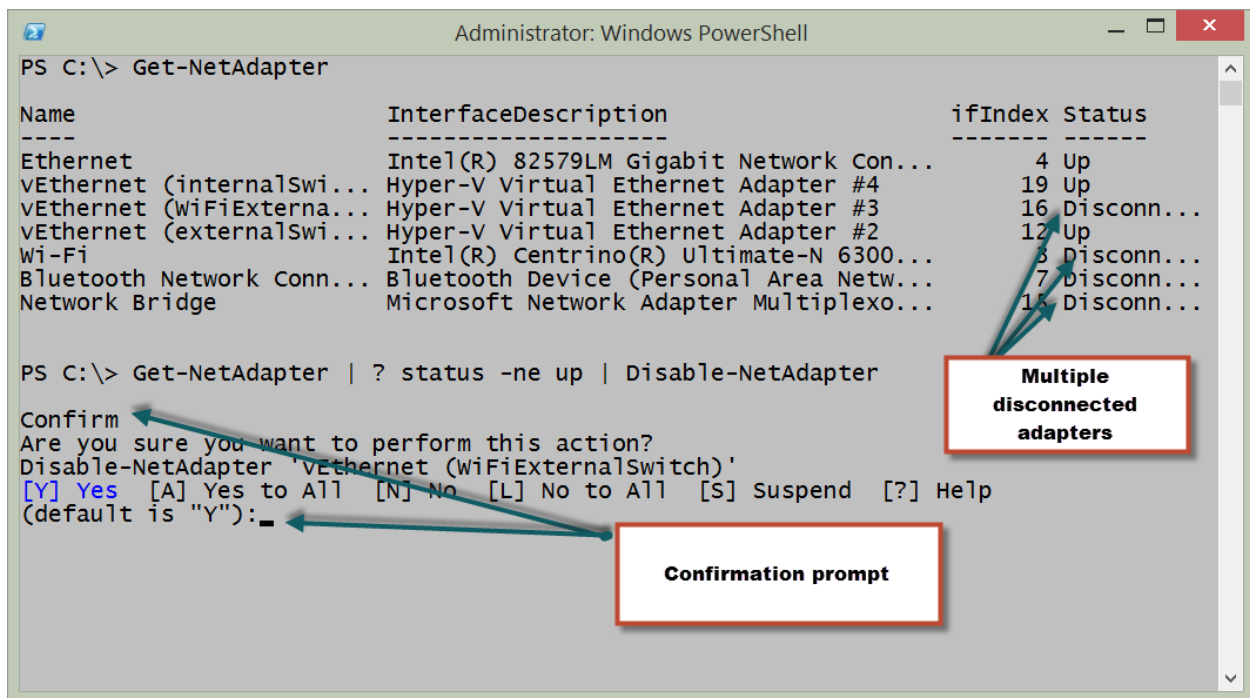 Administrator: Windows PowerShell
PS C:\> Get-NetAdapter
Name InterfaceDescription ifIndex Status
---- -------------------- ------- ------
Ethernet Intel(R) 82579LM Gigabit Network Con... 4 Up
vEthernet (internalSwi... Hyper-V Virtual Ethernet Adapter #4 19 Up
vEthernet (WiFiExterna... Hyper-V Virtual Ethernet Adapter #3 16 Disconn...
vEthernet (externalSwi... Hyper-V Virtual Ethernet Adapter #2 12 Up
Wi-Fi Intel(R) Centrino(R) Ultimate-N 6300... 3 Disconn...
Bluetooth Network Conn... Bluetooth Device (Personal Area Netw... 7 Disconn...
Network Bridge Microsoft Network Adapter Multiplexo... 15 Disconn...
PS C:\> Get-NetAdapter | ? status -ne up | Disable-NetAdapter
Multiple
disconnected
adapters
Confirm
Are you sure you want to perform this action?
Disable-NetAdapter 'vEthernet (WiFiExternalSwitch)'
[Y] Yes [A] Yes to All [N] No [L] No to All [S] Suspend [?] Help
(default is "Y"):
Confirmation prompt